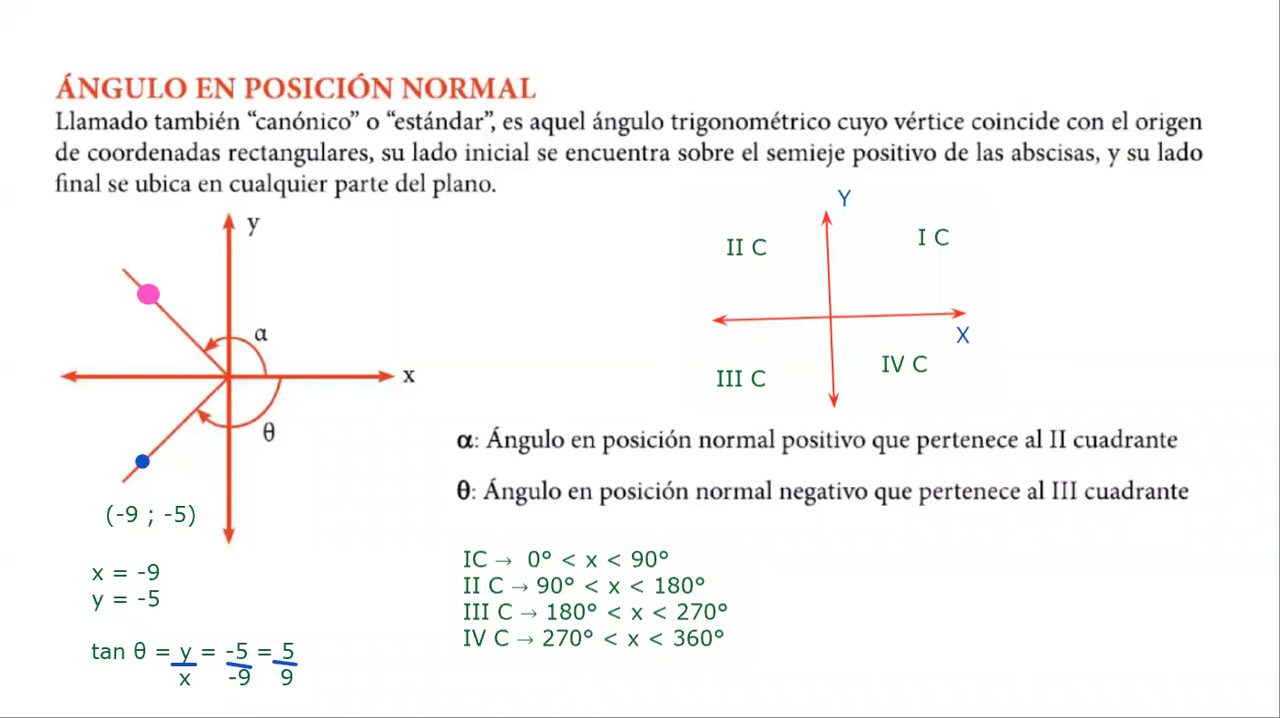 ÁNGULO EN POSICIÓN NORMAL
Llamado también “canónico” o “estándar”, es aquel ángulo trigonométrico cuyo vértice coincide con el origen
de coordenadas rectangulares, su lado inicial se encuentra sobre el semieje positivo de las abscisas, y su lado
final se ubica en cualquier parte del plano.
y
α
x
θ
(-9 ; -5)
x = -9
y = -5
tan θ = y = -5 = 5
x -9 9
Y
II C
I C
X
III C
IV C
α: Ángulo en posición normal positivo que pertenece al II cuadrante
θ: Ángulo en posición normal negativo que pertenece al III cuadrante
IC → 0° < x < 90°
II C → 90° < x < 180°
III C → 180° < x < 270°
IV C → 270° < x < 360°